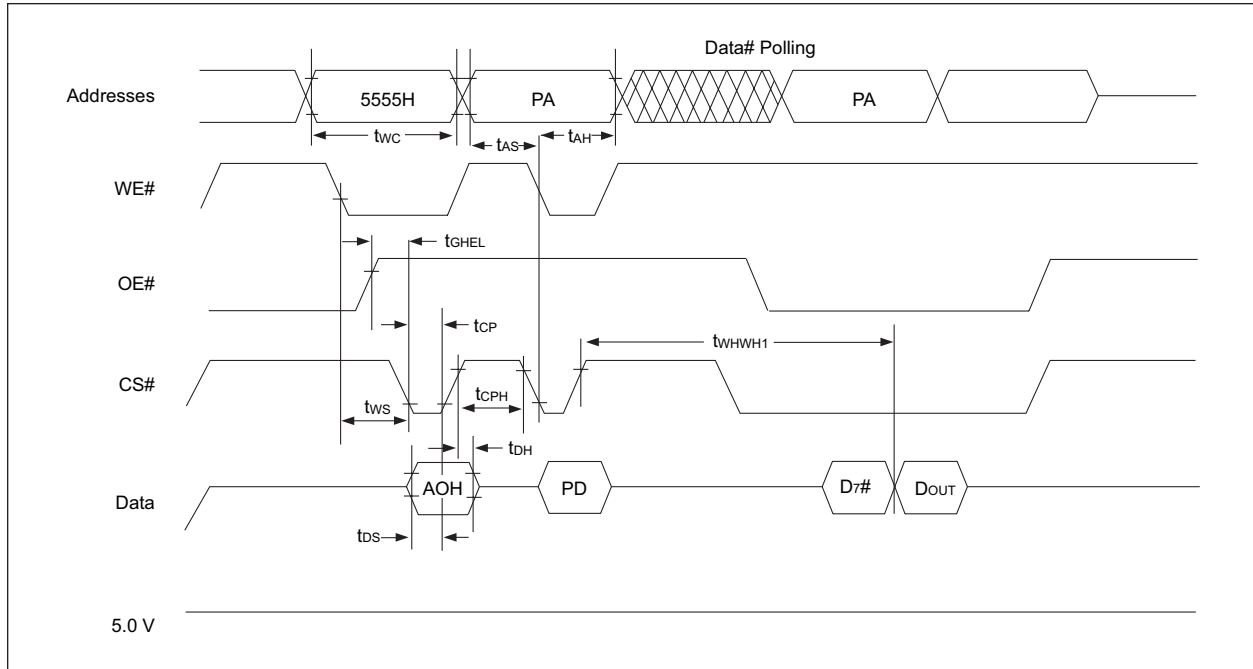 Data# Polling
Addresses
5555H
PA
PA
tWC
tAS
tAH
WE#
tGHEL
OE#
tCP
tWHWH1
CS#
tWS
tCPH
tDH
Data
AOH
PD
D7#
DOUT
tDS
5.0 V